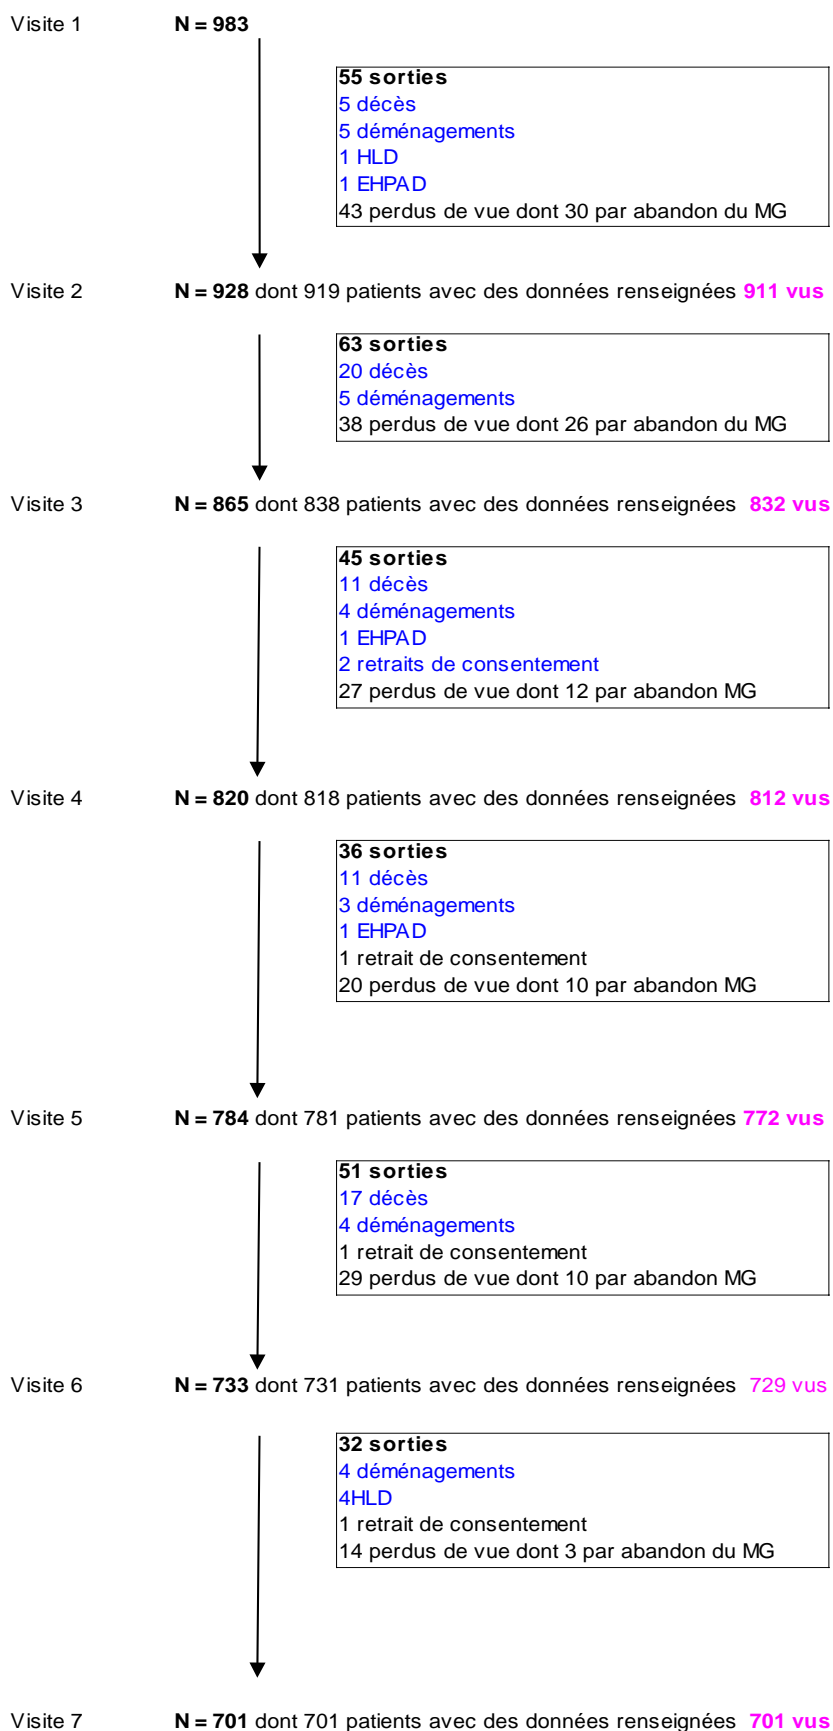 Visite 1 N = 983
55 sorties
5 décès
5 déménagements
1 HLD
1 EHPAD
43 perdus de vue dont 30 par abandon du MG
Visite 2 N = 928 dont 919 patients avec des données renseignées 911 vus
63 sorties
20 décès
5 déménagements
38 perdus de vue dont 26 par abandon du MG
Visite 3 N = 865 dont 838 patients avec des données renseignées 832 vus
45 sorties
11 décès
4 déménagements
1 EHPAD
2 retraits de consentement
27 perdus de vue dont 12 par abandon MG
Visite 4 N = 820 dont 818 patients avec des données renseignées 812 vus
36 sorties
11 décès
3 déménagements
1 EHPAD
1 retrait de consentement
20 perdus de vue dont 10 par abandon MG
Visite 5 N = 784 dont 781 patients avec des données renseignées 772 vus
51 sorties
17 décès
4 déménagements
1 retrait de consentement
29 perdus de vue dont 10 par abandon MG
Visite 6 N = 733 dont 731 patients avec des données renseignées 729 vus
32 sorties
4 déménagements
4HLD
1 retrait de consentement
14 perdus de vue dont 3 par abandon du MG
Visite 7 N = 701 dont 701 patients avec des données renseignées 701 vus